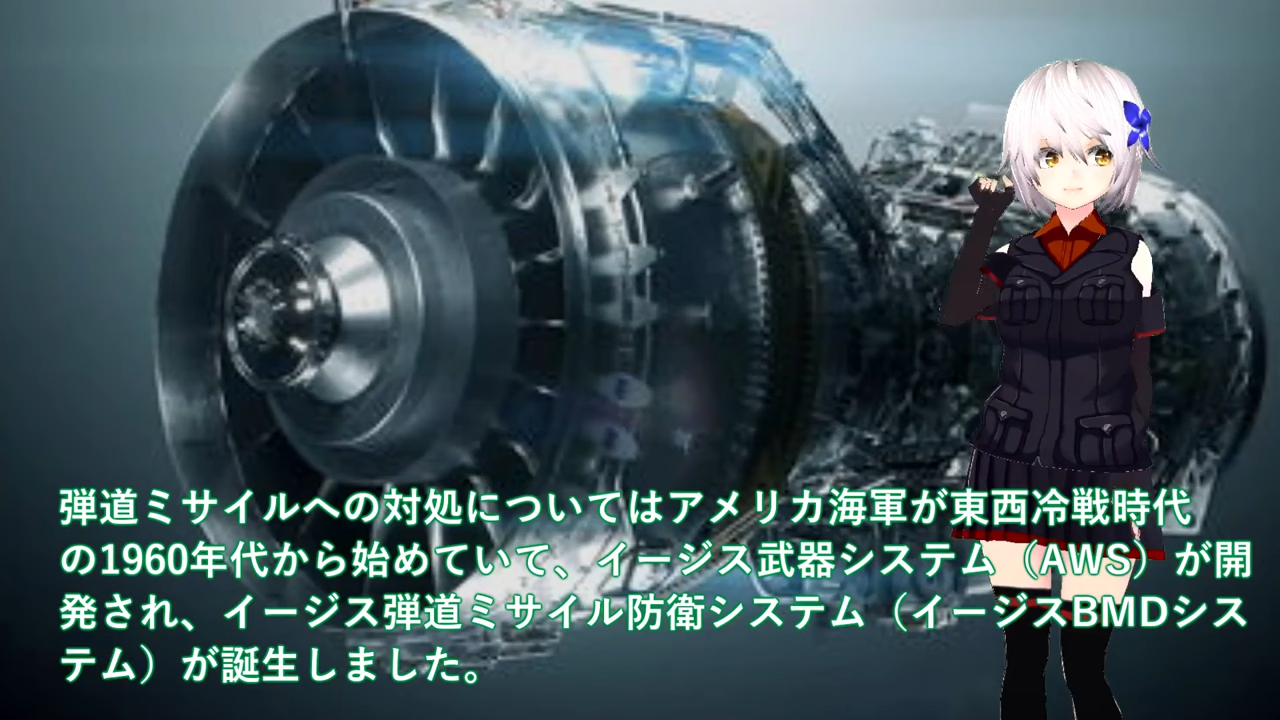 弾道ミサイルへの対処についてはアメリカ海軍が東西冷戦時代
の1960年代から始めていて、イージス武器システム（AWS）が開
発され、イージス弾道ミサイル防衛システム（イージスBMDシス
テム）が誕生しました。